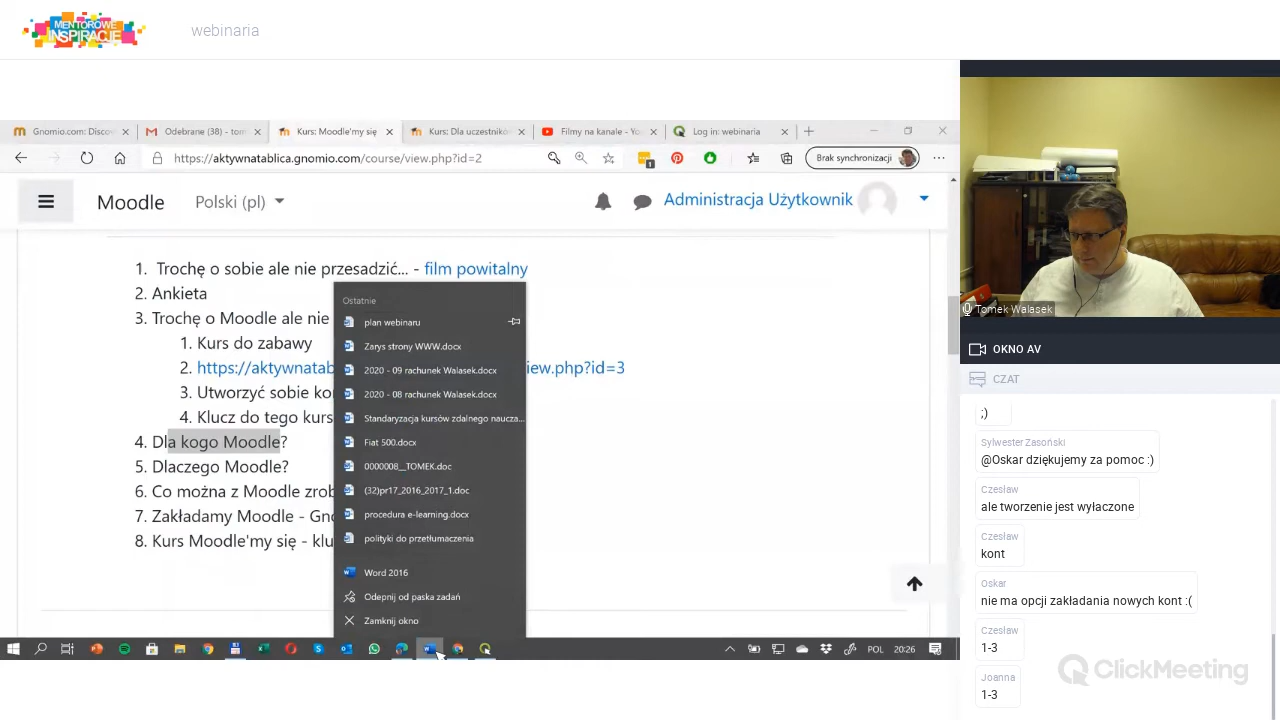 MENTOROWE
INSPIRACJE
webinaria
Gnomio.com: Discov
Odebrane (38) - tom
Kurs: Moodle'my się
Kurs: Dla uczestników
Filmy na kanale - Yo
Log in: webinaria
https://aktywnatablica.gnomio.com/course/view.php?id=2
1
Brak synchronizacji
Moodle
Polski (pl)
Administracja Użytkownik
1. Trochę o sobie ale nie przesadzić... - film powitalny
2. Ankieta
3. Trochę o Moodle ale nie
1. Kurs do zabawy
2. https://aktywnatab
iew.php?id=3
3. Utworzyć sobie kon
4. Klucz do tego kurs
4. Dla kogo Moodle?
5. Dlaczego Moodle?
6. Co można z Moodle zrob
7. Zakładamy Moodle - Gno
8. Kurs Moodle'my się - klu
Ostatnie
plan webinaru
Zarys strony WWW.docx
2020 - 09 rachunek Walasek.docx
2020 - 08 rachunek Walasek.docx
Standaryzacja kursów zdalnego naucza...
Fiat 500.docx
0000008__TOMEK.doc
(32)pr17_2016_2017_1.doc
procedura e-learning.docx
polityki do przetłumaczenia
Word 2016
Odepnij od paska zadań
Zamknij okno
POL
20:26
Tomek Walasek
OKNO AV
CZAT
;)
Sylwester Zasoński
@Oskar dziękujemy za pomoc :)
Czesław
ale tworzenie jest wyłaczone
Czesław
kont
Oskar
nie ma opcji zakładania nowych kont :(
Czesław
1-3
Joanna
1-3
ClickMeeting